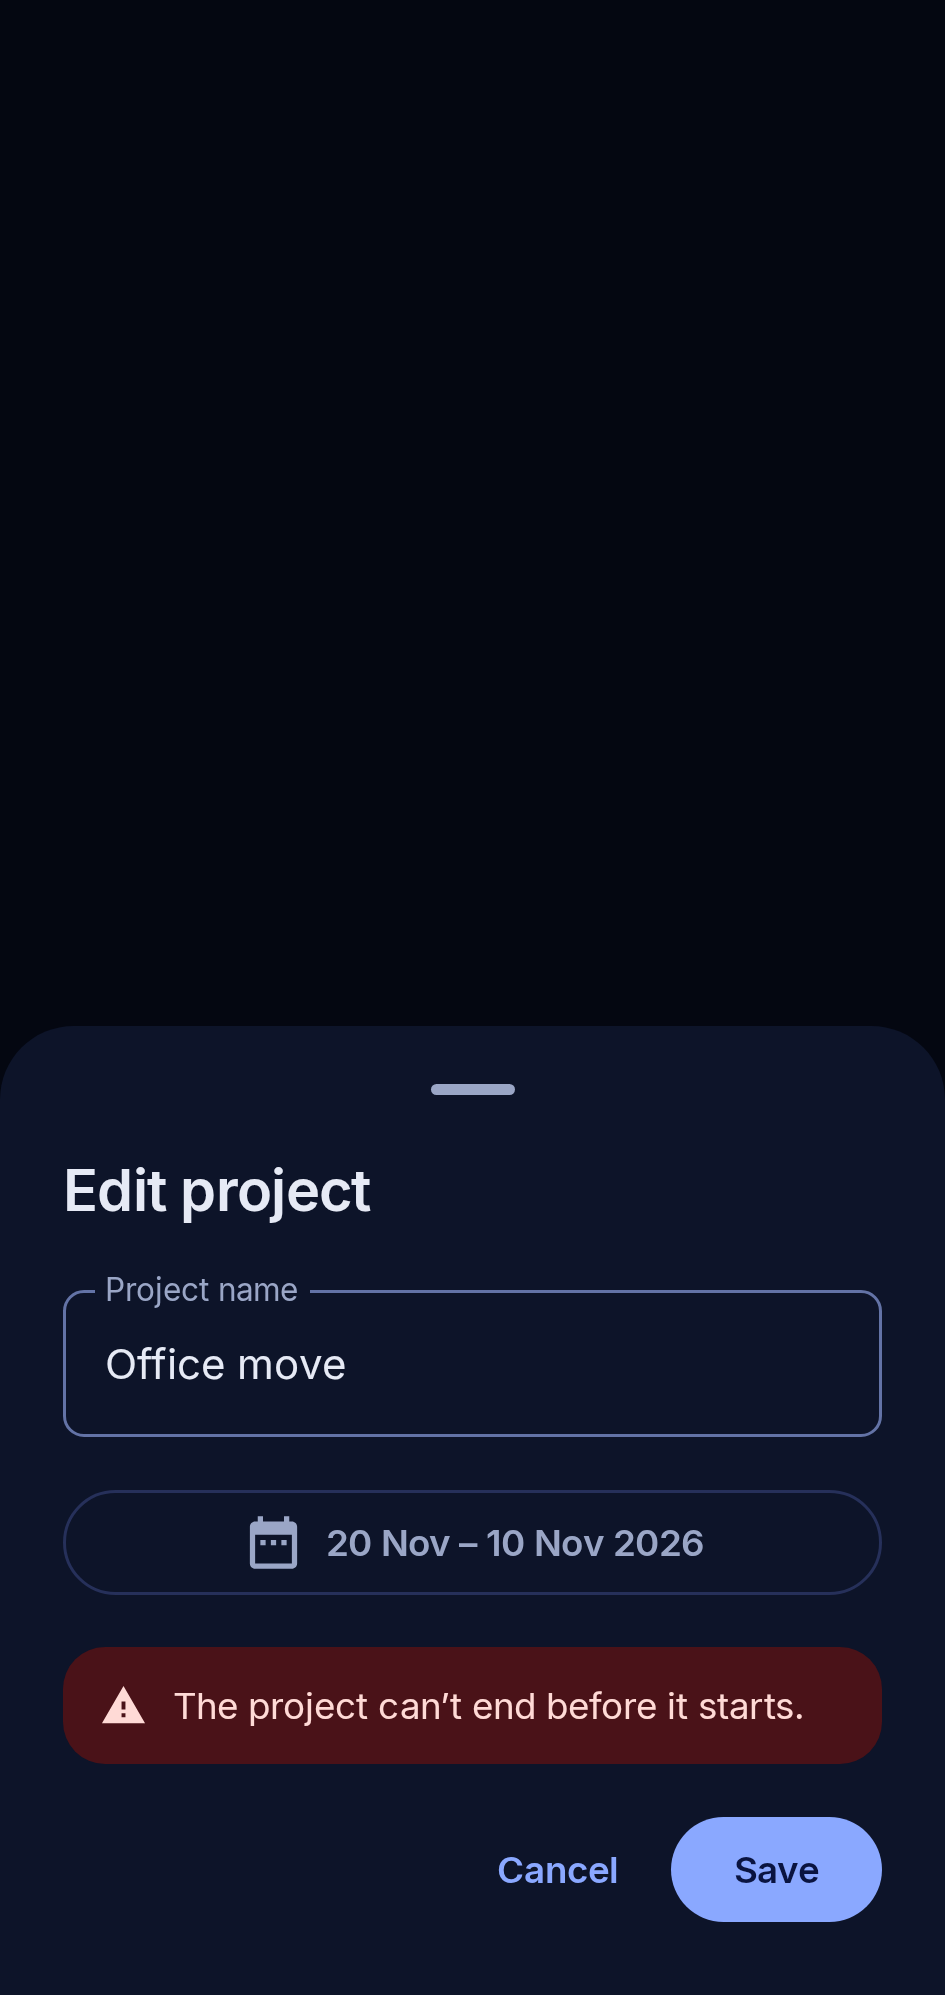 Edit project
Project name
Office move
20 Nov – 10 Nov 2026
The project can’t end before it starts.
Cancel
Save